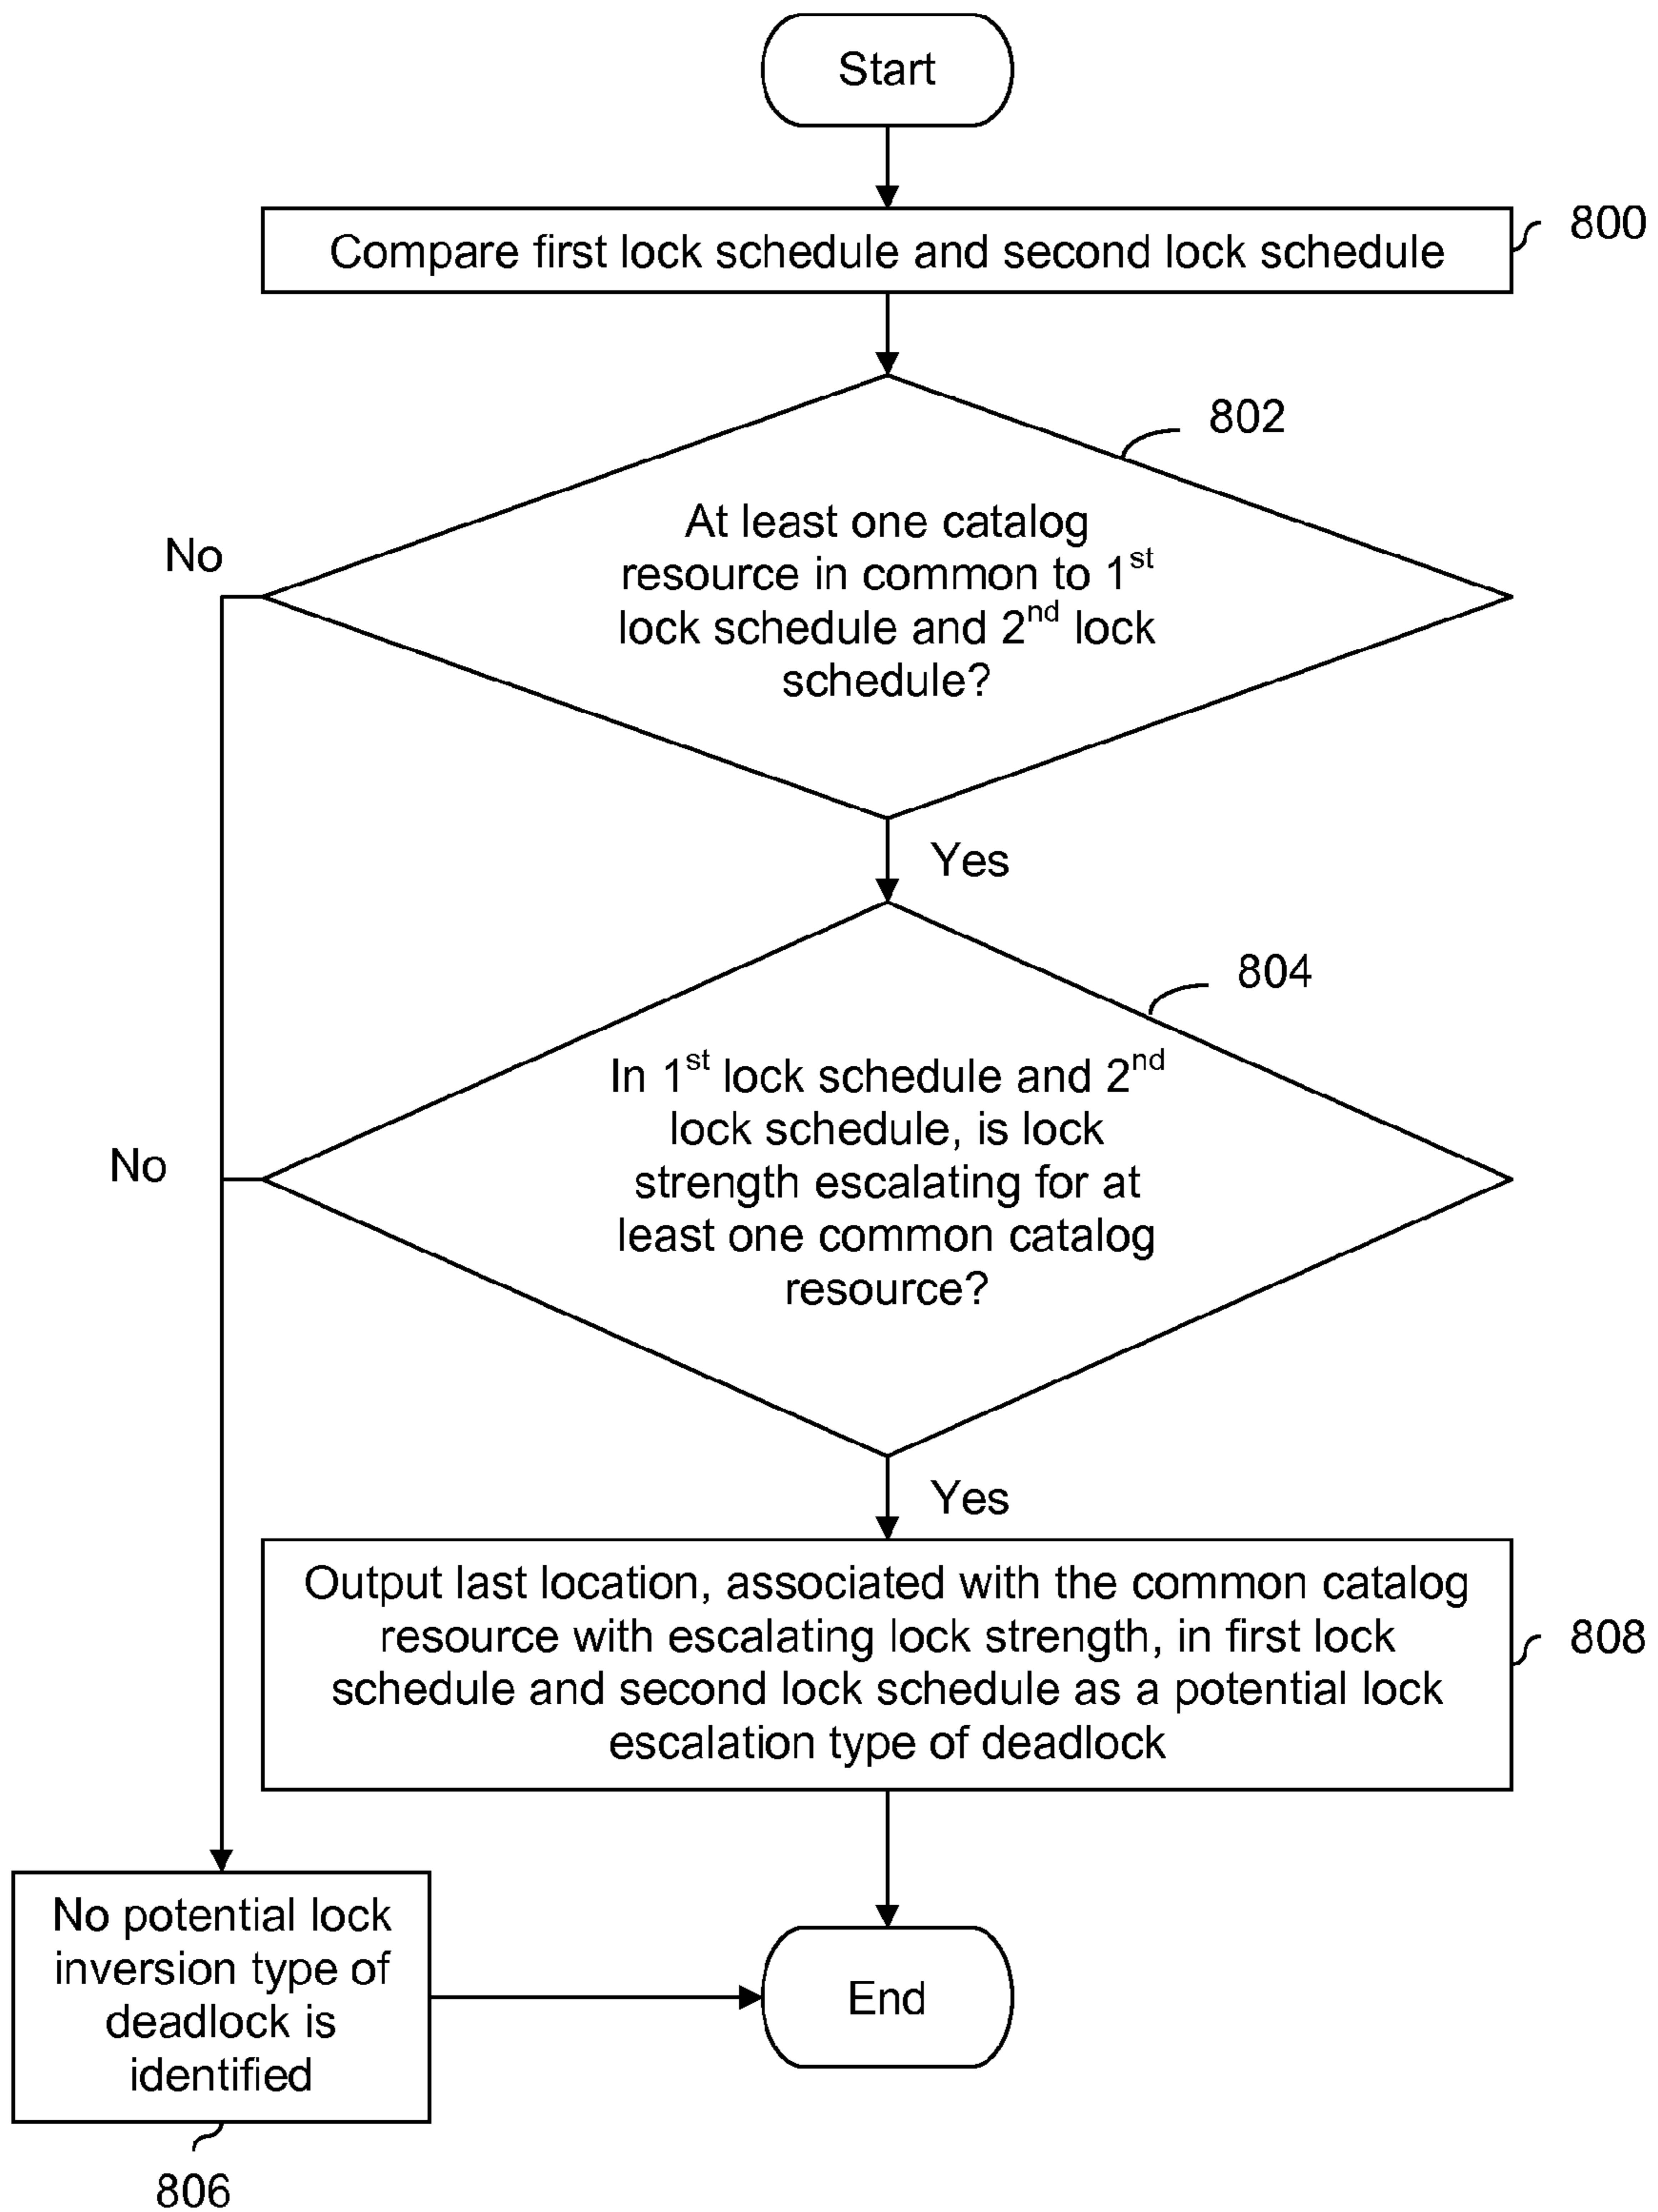 Start
Compare first lock schedule and second lock schedule
800
802
At least one catalog
resource in common to 1st
lock schedule and 2nd lock
schedule?
No
Yes
804
In 1st lock schedule and 2nd
lock schedule, is lock
strength escalating for at
least one common catalog
resource?
No
Yes
Output last location, associated with the common catalog
resource with escalating lock strength, in first lock
schedule and second lock schedule as a potential lock
escalation type of deadlock
808
No potential lock
inversion type of
deadlock is
identified
End
806